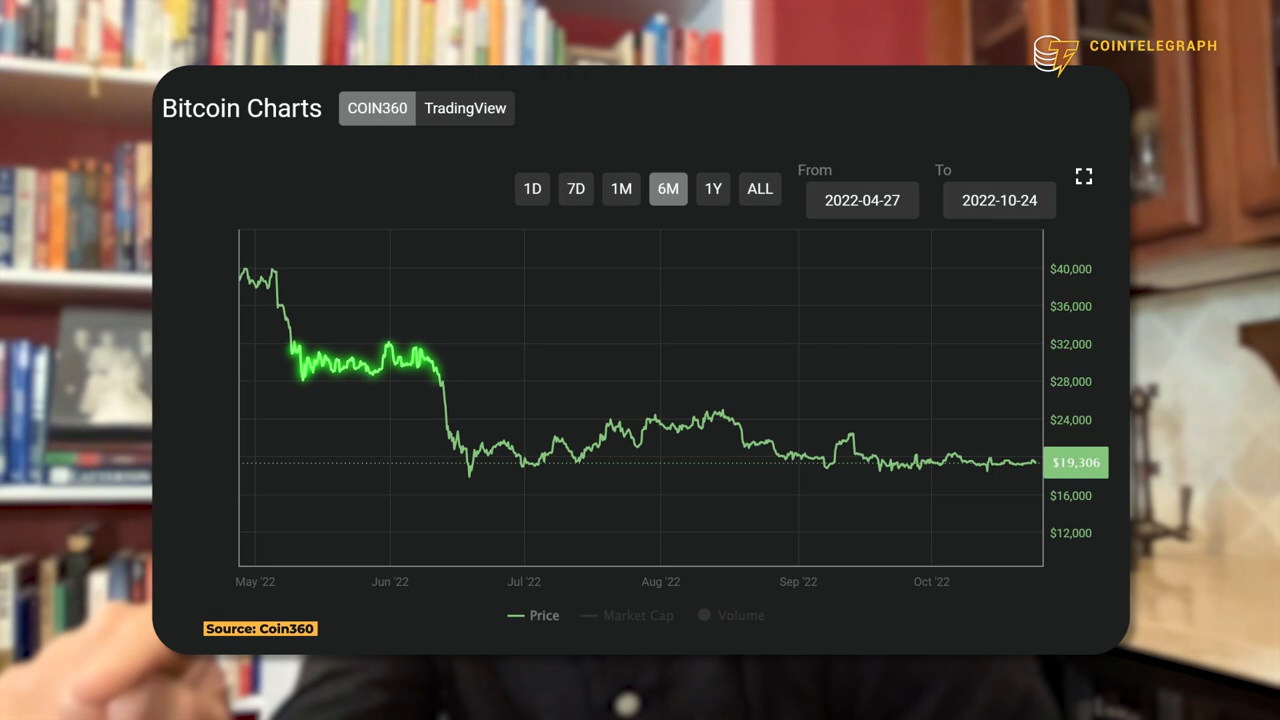 COINTELEGRAPH
Bitcoin Charts COIN360 TradingView
From To
1D 7D 1M 6M 1Y ALL 2022-04-27 2022-10-24
$40,000
$36,000
$32,000
$28,000
$24,000
$19,306
$16,000
$12,000
May '22 Jun '22 Jul '22 Aug '22 Sep '22 Oct '22
Price Market Cap Volume
Source: Coin360